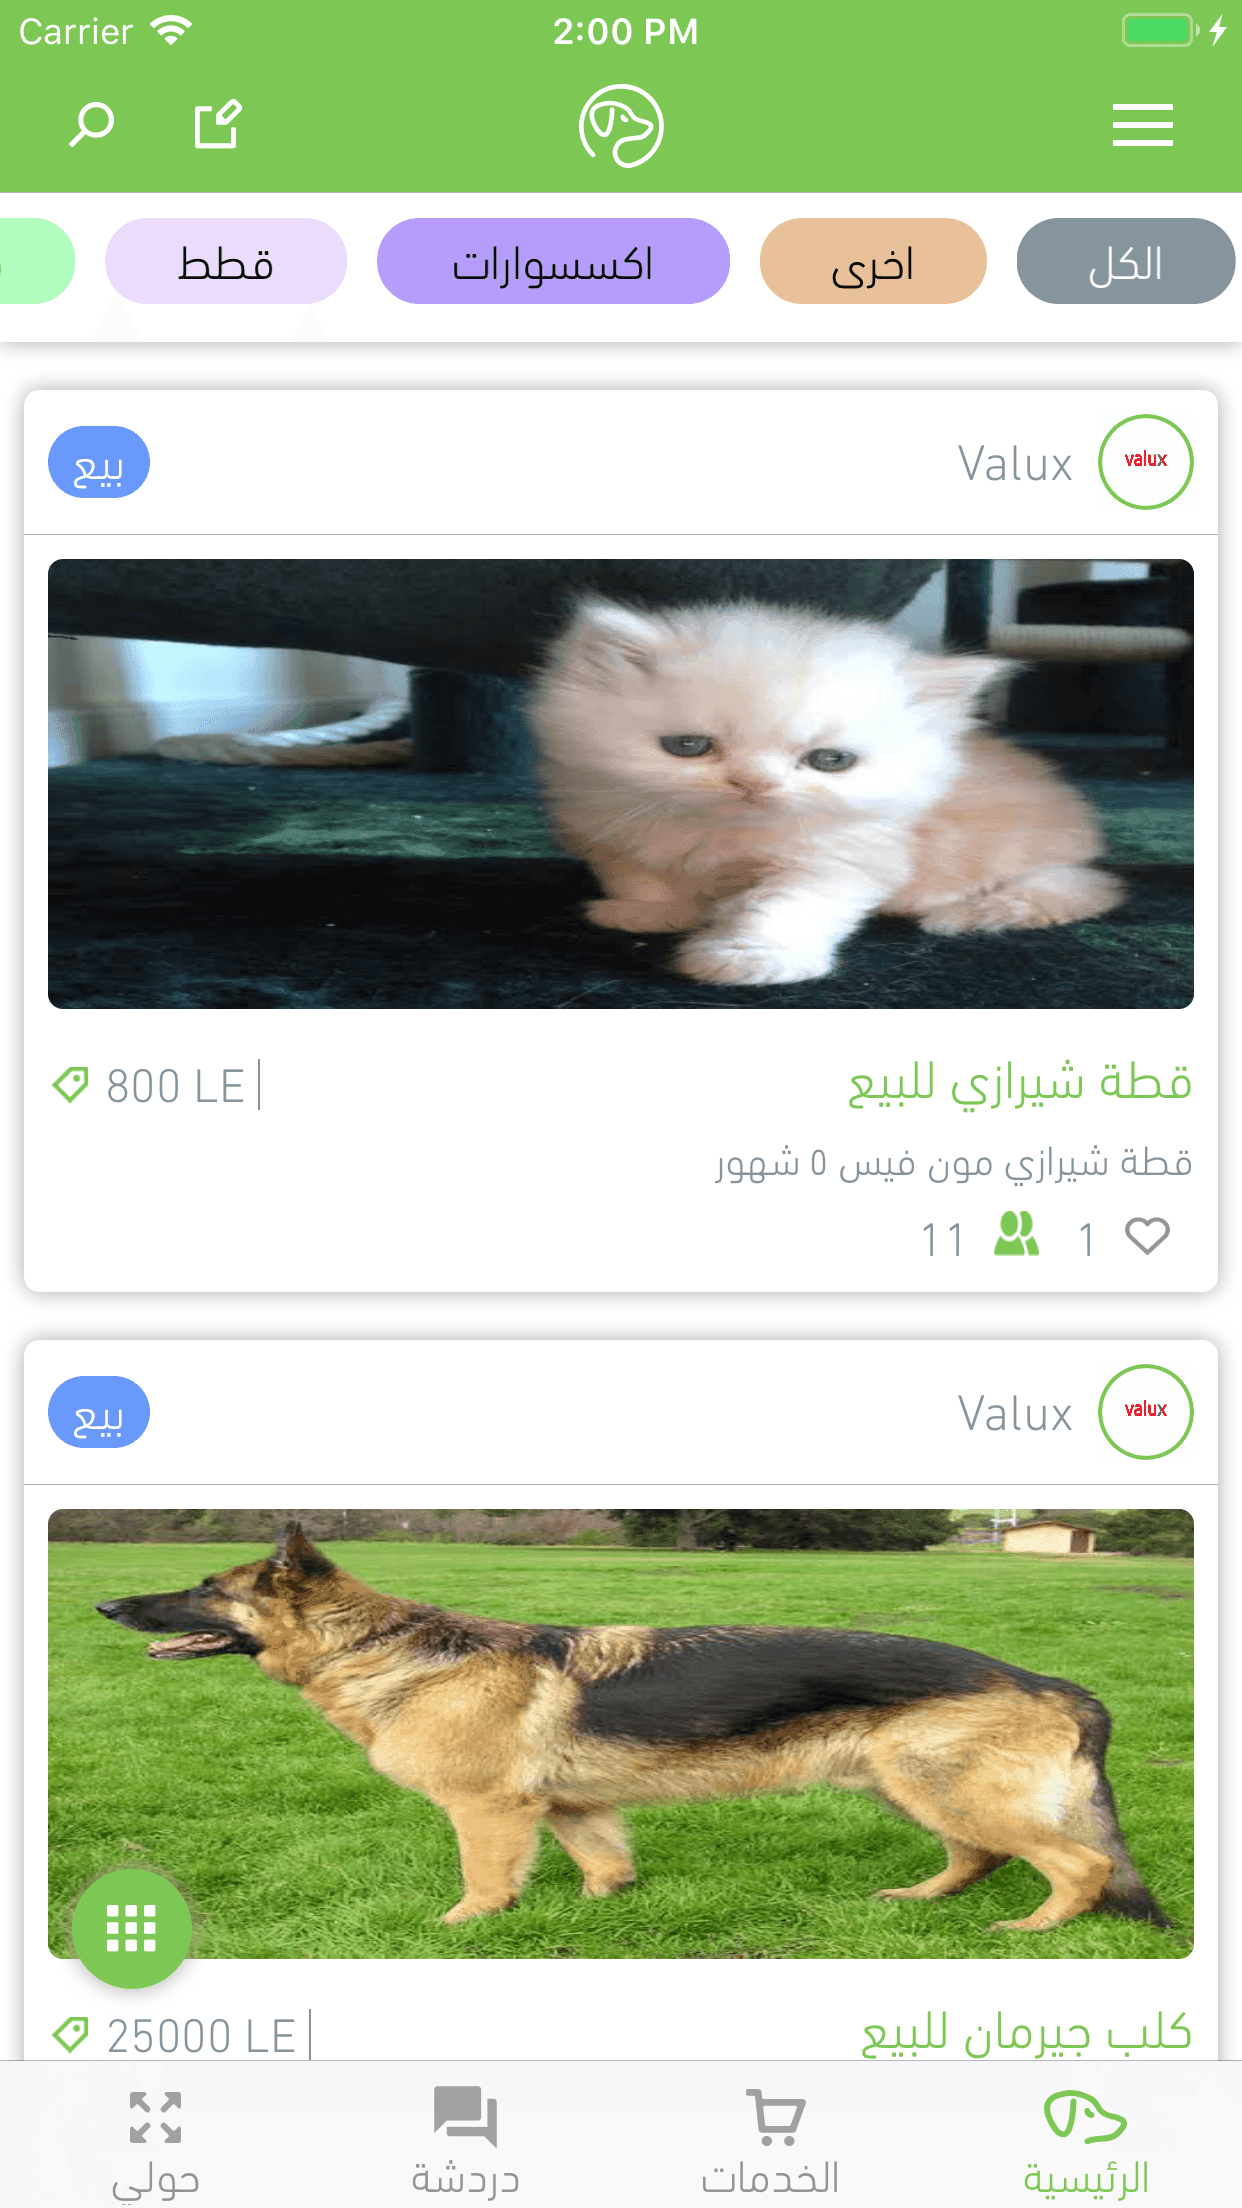 Carrier 2:00 PM
الكل اخرى اكسسوارات قطط
valux Valux بيع
قطة شيرازي للبيع 800 LE
قطة شيرازي مون فيس ٥ شهور
1 11
valux Valux بيع
كلب جيرمان للبيع 25000 LE
الرئيسية الخدمات دردشة حولي